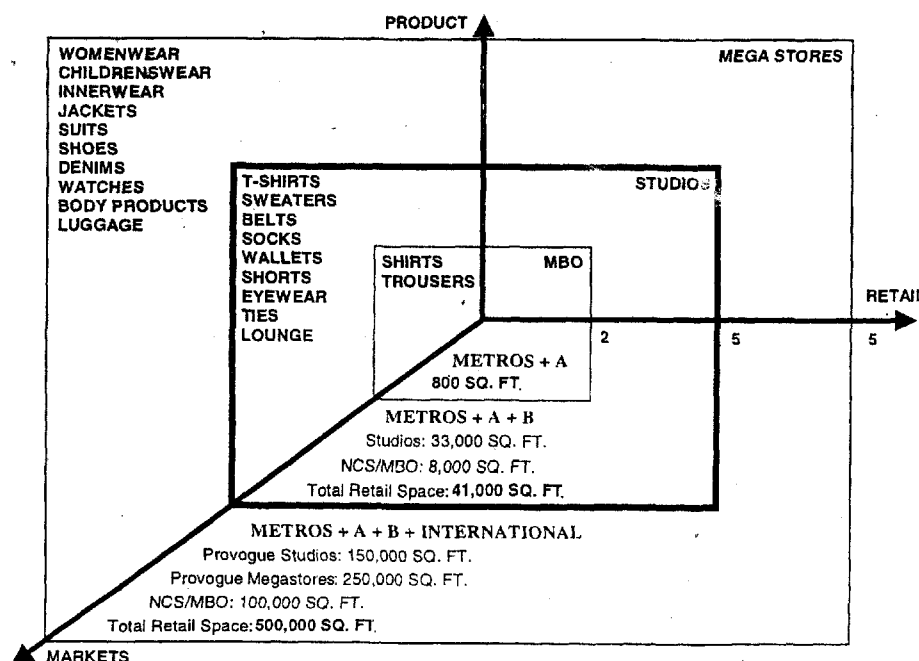 PRODUCT
WOMENWEAR
CHILDRENSWEAR
INNERWEAR
JACKETS
SUITS
SHOES
DENIMS
WATCHES
BODY PRODUCTS
LUGGAGE
MEGA STORES
T-SHIRTS
SWEATERS
BELTS
SOCKS
WALLETS
SHORTS
EYEWEAR
TIES
LOUNGE
STUDIOS
SHIRTS
TROUSERS
MBO
RETAIL
2
5
5
METROS + A
800 SQ. FT.
METROS + A + B
Studios: 33,000 SQ. FT.
NCS/MBO: 8,000 SQ. FT.
Total Retail Space: 41,000 SQ. FT.
METROS + A + B + INTERNATIONAL
Provogue Studios: 150,000 SQ. FT.
Provogue Megastores: 250,000 SQ. FT.
NCS/MBO: 100,000 SQ. FT.
Total Retail Space: 500,000 SQ. FT.
MARKETS